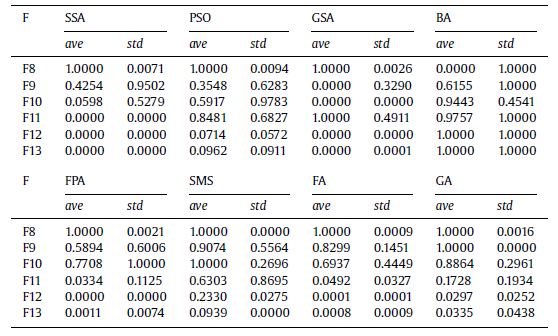 F SSA PSO GSA BA
ave std ave std ave std ave std
F8 1.0000 0.0071 1.0000 0.0094 1.0000 0.0026 0.0000 1.0000
F9 0.4254 0.9502 0.3548 0.6283 0.0000 0.3290 0.6155 1.0000
F10 0.0598 0.5279 0.5917 0.9783 0.0000 0.0000 0.9443 0.4541
F11 0.0000 0.0000 0.8481 0.6827 1.0000 0.4911 0.9757 1.0000
F12 0.0000 0.0000 0.0714 0.0572 0.0000 0.0000 1.0000 1.0000
F13 0.0000 0.0000 0.0962 0.0911 0.0000 0.0001 1.0000 1.0000
F FPA SMS FA GA
ave std ave std ave std ave std
F8 1.0000 0.0021 1.0000 0.0000 1.0000 0.0009 1.0000 0.0016
F9 0.5894 0.6006 0.9074 0.5564 0.8299 0.1451 1.0000 0.0000
F10 0.7708 1.0000 1.0000 0.2696 0.6937 0.4449 0.8864 0.2961
F11 0.0334 0.1125 0.6303 0.8695 0.0492 0.0327 0.1728 0.1934
F12 0.0000 0.0000 0.2330 0.0275 0.0001 0.0001 0.0297 0.0252
F13 0.0011 0.0074 0.0939 0.0000 0.0008 0.0009 0.0335 0.0438